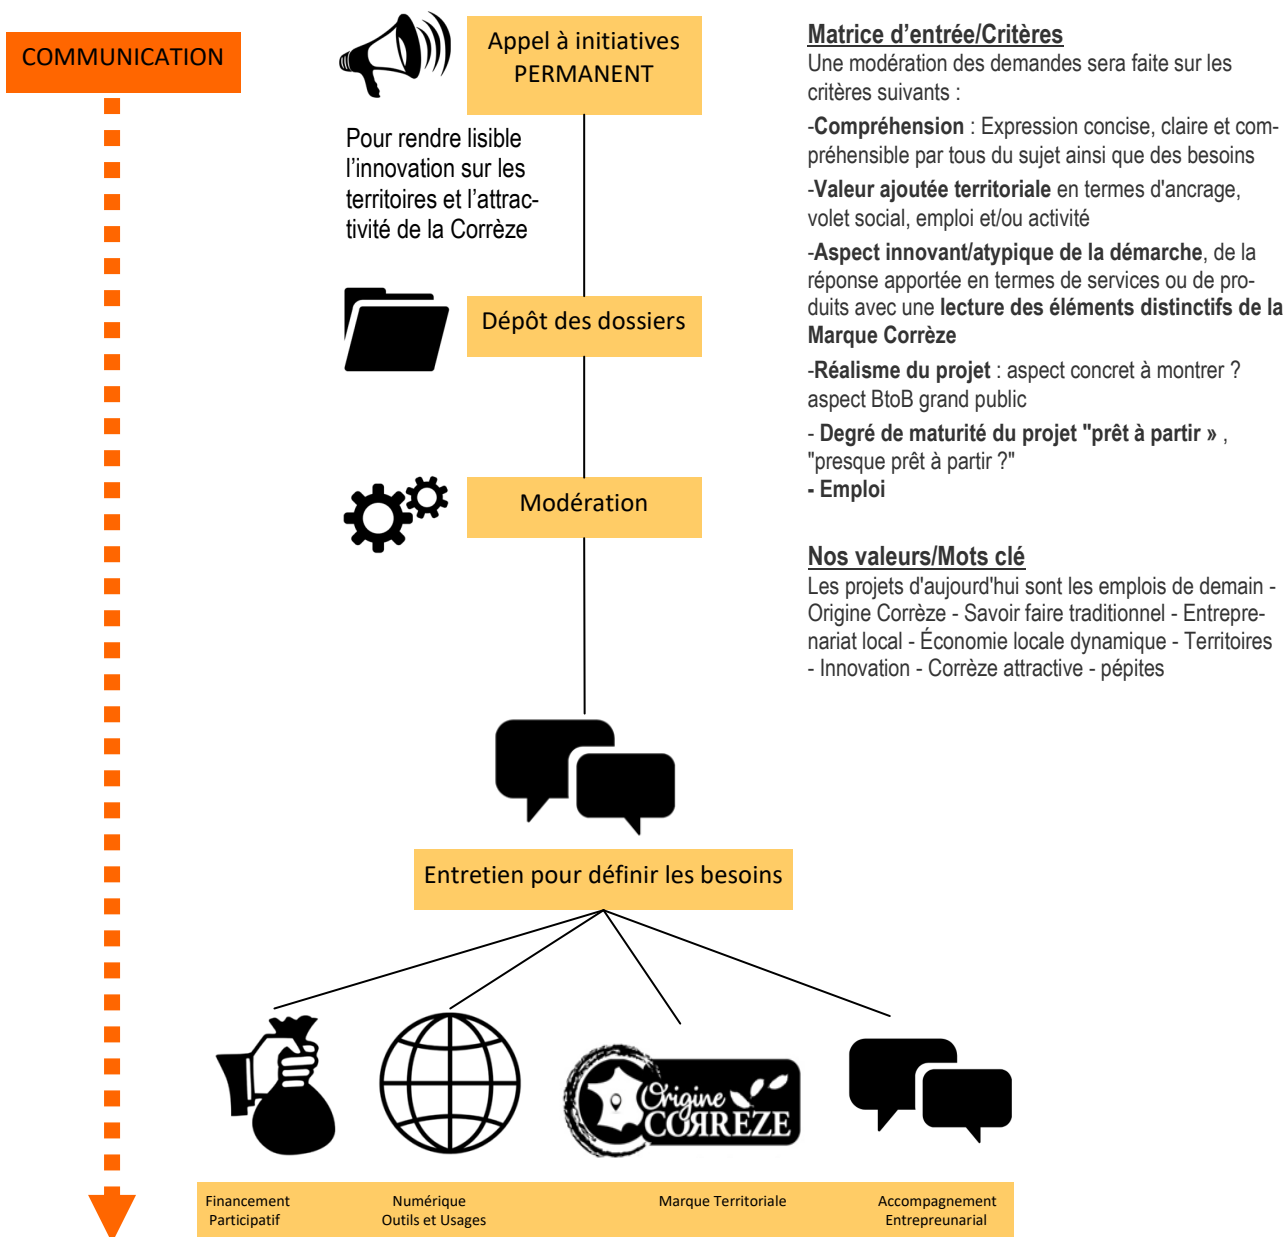 COMMUNICATION
Appel à initiatives
PERMANENT
Pour rendre lisible
l’innovation sur les
territoires et l’attrac-
tivité de la Corrèze
Dépôt des dossiers
Modération
Entretien pour définir les besoins
Origine
CORREZE
Financement
Participatif
Numérique
Outils et Usages
Marque Territoriale
Accompagnement
Entrepreunarial
Matrice d’entrée/Critères
Une modération des demandes sera faite sur les
critères suivants :
-Compréhension : Expression concise, claire et com-
préhensible par tous du sujet ainsi que des besoins
-Valeur ajoutée territoriale en termes d'ancrage,
volet social, emploi et/ou activité
-Aspect innovant/atypique de la démarche, de la
réponse apportée en termes de services ou de pro-
duits avec une lecture des éléments distinctifs de la
Marque Corrèze
-Réalisme du projet : aspect concret à montrer ?
aspect BtoB grand public
- Degré de maturité du projet "prêt à partir » ,
"presque prêt à partir ?"
- Emploi
Nos valeurs/Mots clé
Les projets d'aujourd'hui sont les emplois de demain -
Origine Corrèze - Savoir faire traditionnel - Entrepre-
nariat local - Économie locale dynamique - Territoires
- Innovation - Corrèze attractive - pépites